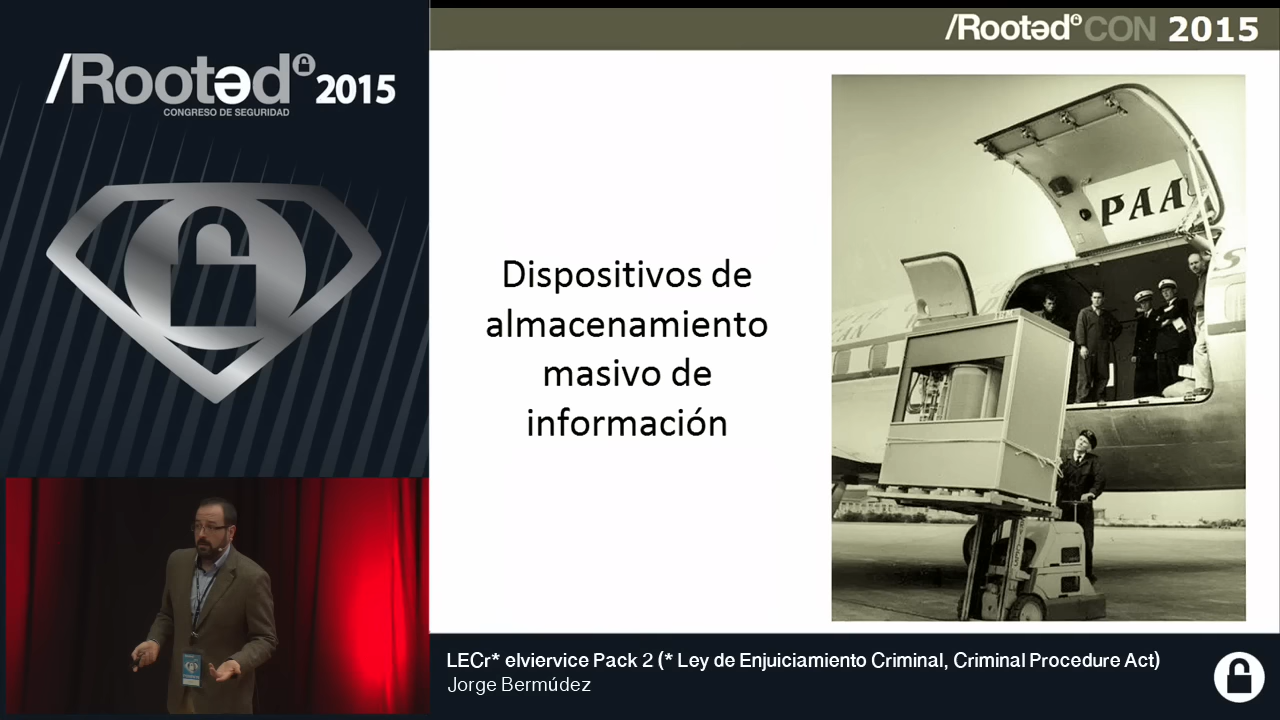 /Rooted CON 2015
/Rooted 2015
CONGRESO DE SEGURIDAD
Dispositivos de
almacenamiento
masivo de
información
PAA
LECr* elviervice Pack 2 (* Ley de Enjuiciamiento Criminal, Criminal Procedure Act)
Jorge Bermúdez